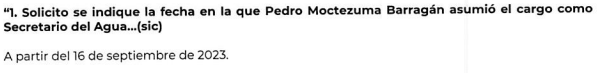 “1. Solicito se indique la fecha en la que Pedro Moctezuma Barragán asumió el cargo como
Secretario del Agua...(sic)
A partir del 16 de septiembre de 2023.